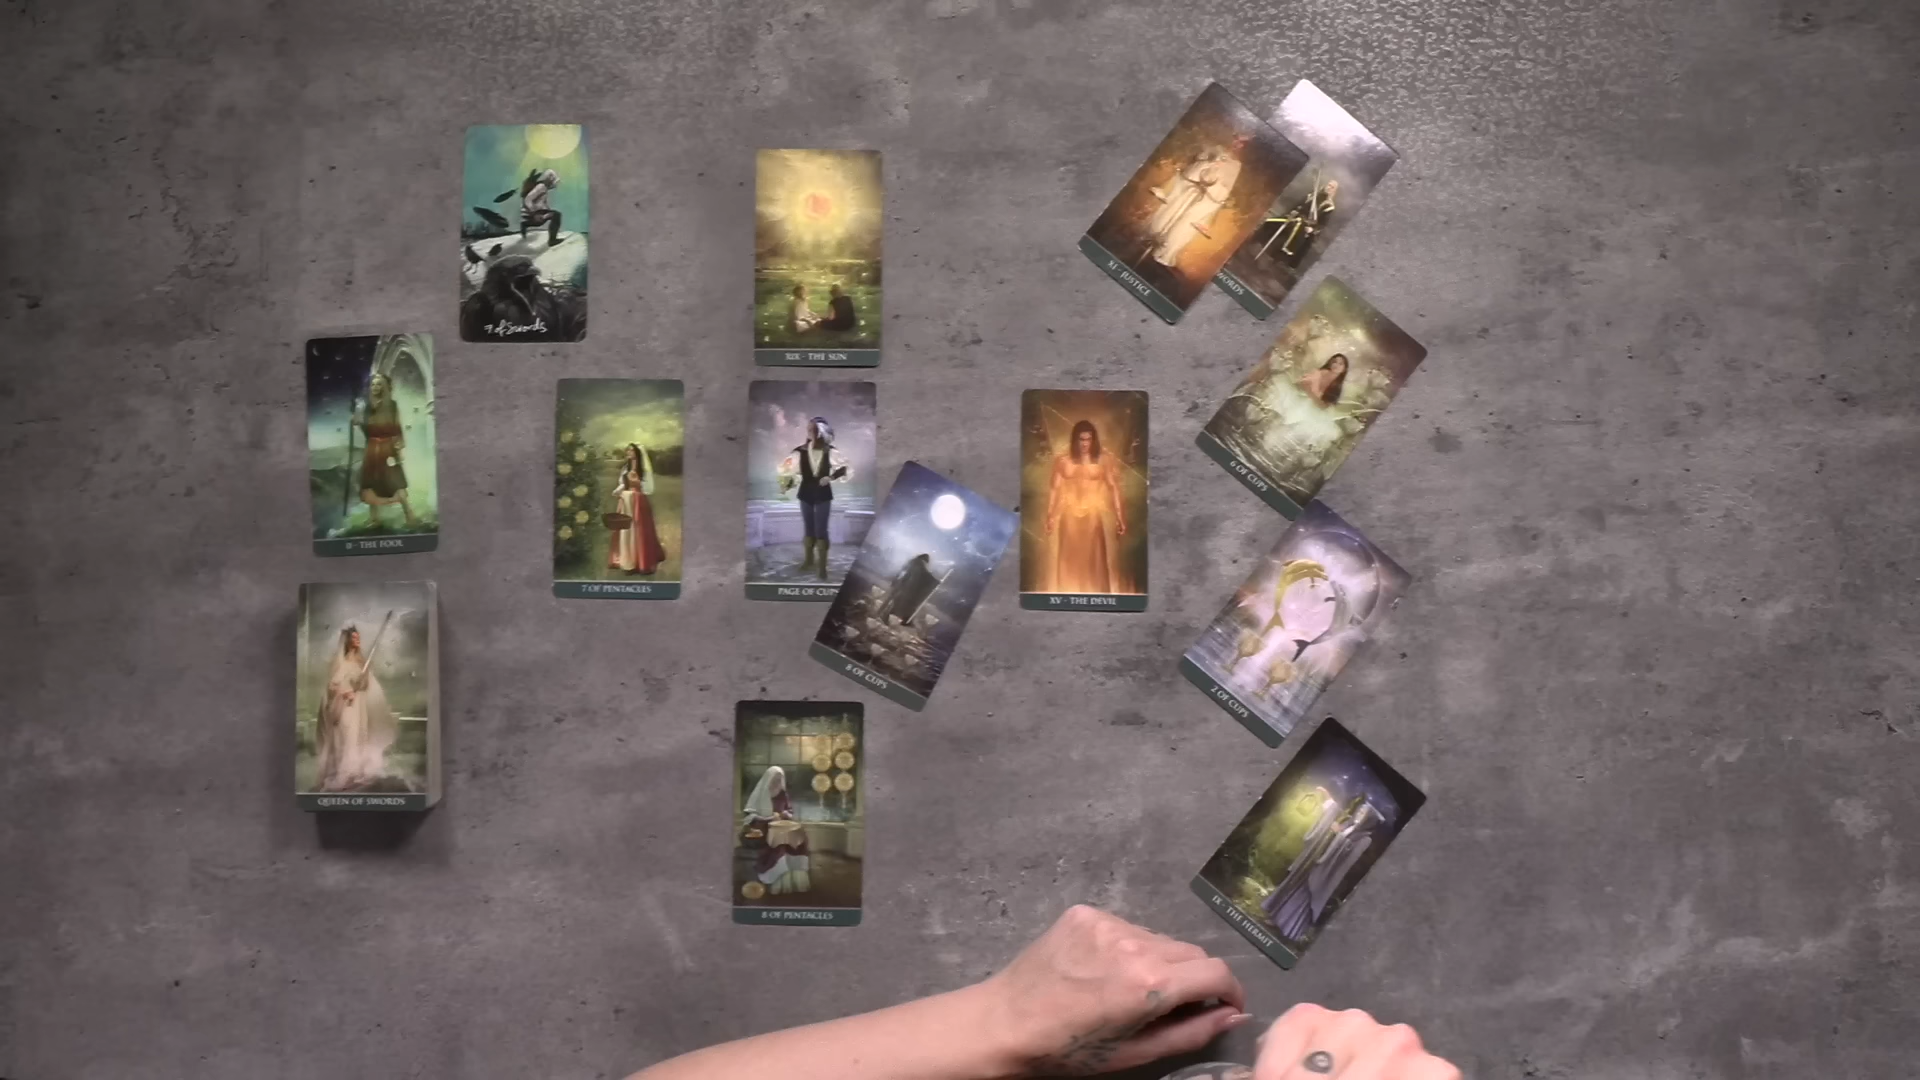 7 of Swords
XIX · THE SUN
XI · JUSTICE
WORDS
6 OF CUPS
0 · THE FOOL
7 OF PENTACLES
PAGE OF CUPS
8 OF CUPS
XV · THE DEVIL
2 OF CUPS
QUEEN OF SWORDS
8 OF PENTACLES
IX · THE HERMIT